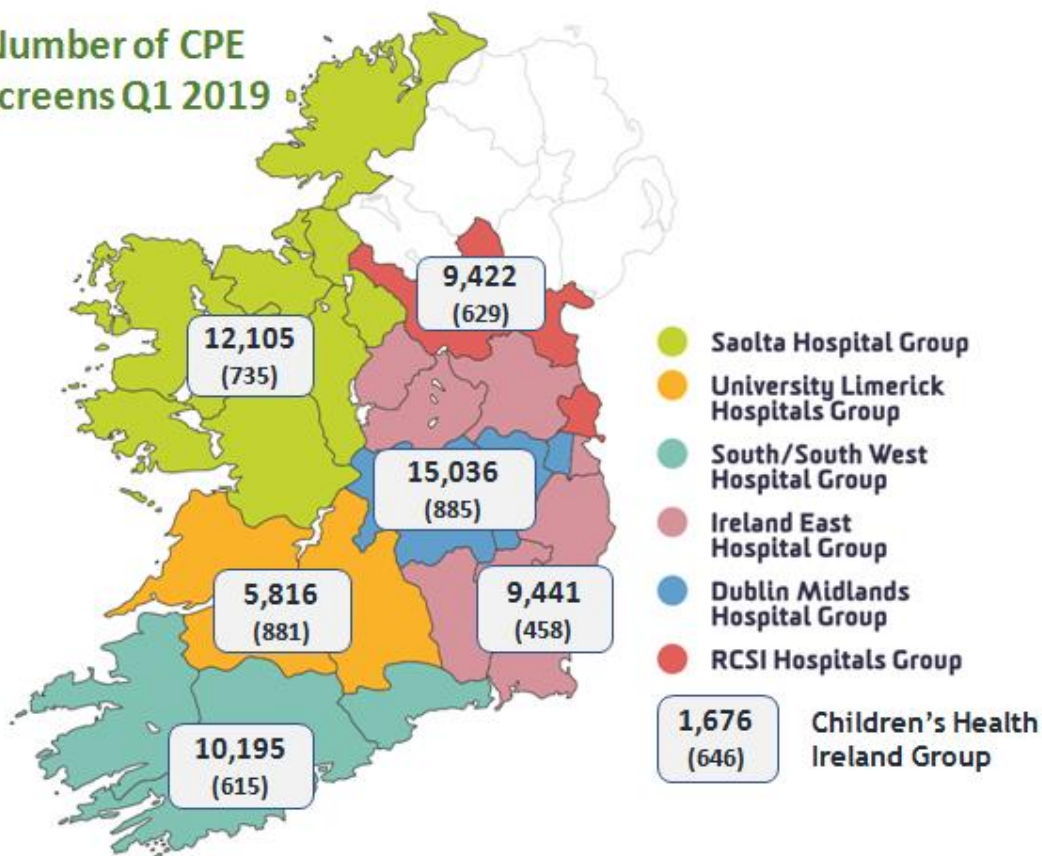 Number of CPE
creens Q1 2019
9,422
(629)
12,105
(735)
15,036
(885)
5,816
(881)
9,441
(458)
10,195
(615)
Saolta Hospital Group
University Limerick
Hospitals Group
South/South West
Hospital Group
Ireland East
Hospital Group
Dublin Midlands
Hospital Group
RCSI Hospitals Group
1,676
(646)
Children's Health
Ireland Group